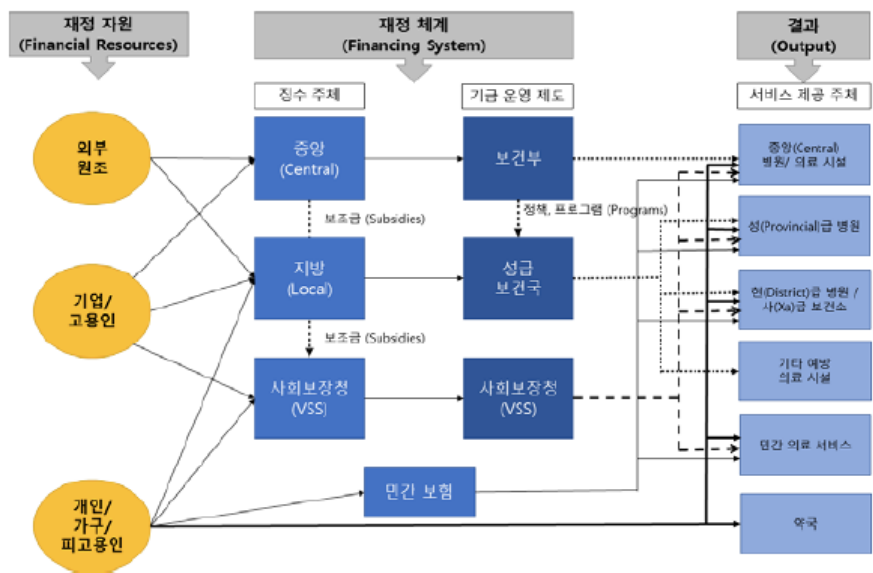 재정 자원
(Financial Resources)
재정 체계
(Financing System)
결과
(Output)
징수 주체
기금 운영 제도
서비스 제공 주체
외부
원조
중앙
(Central)
보건부
중앙(Central)
병원/ 의료 시설
보조금 (Subsidies)
정책, 프로그램 (Programs)
성(Provincial)급 병원
기업/
고용인
지방
(Local)
성급
보건국
현(District)급 병원 /
사(Xa)급 보건소
보조금 (Subsidies)
기타 예방
의료 시설
사회보장청
(VSS)
사회보장청
(VSS)
민간 의료 서비스
민간 보험
개인/
가구/
피고용인
약국